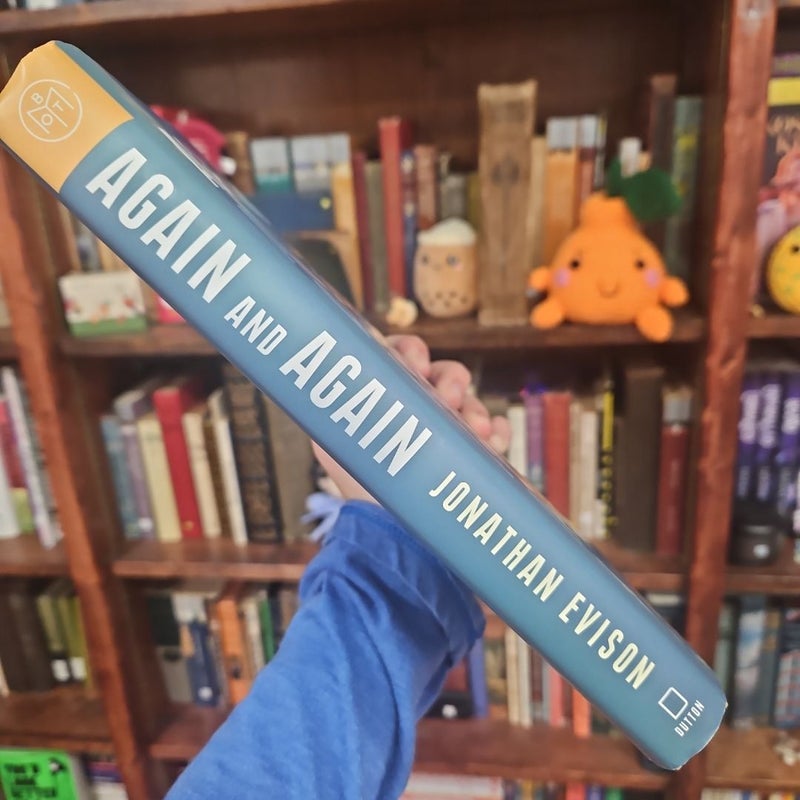 BOTM
AGAIN AND AGAIN
JONATHAN EVISON
DUTTON